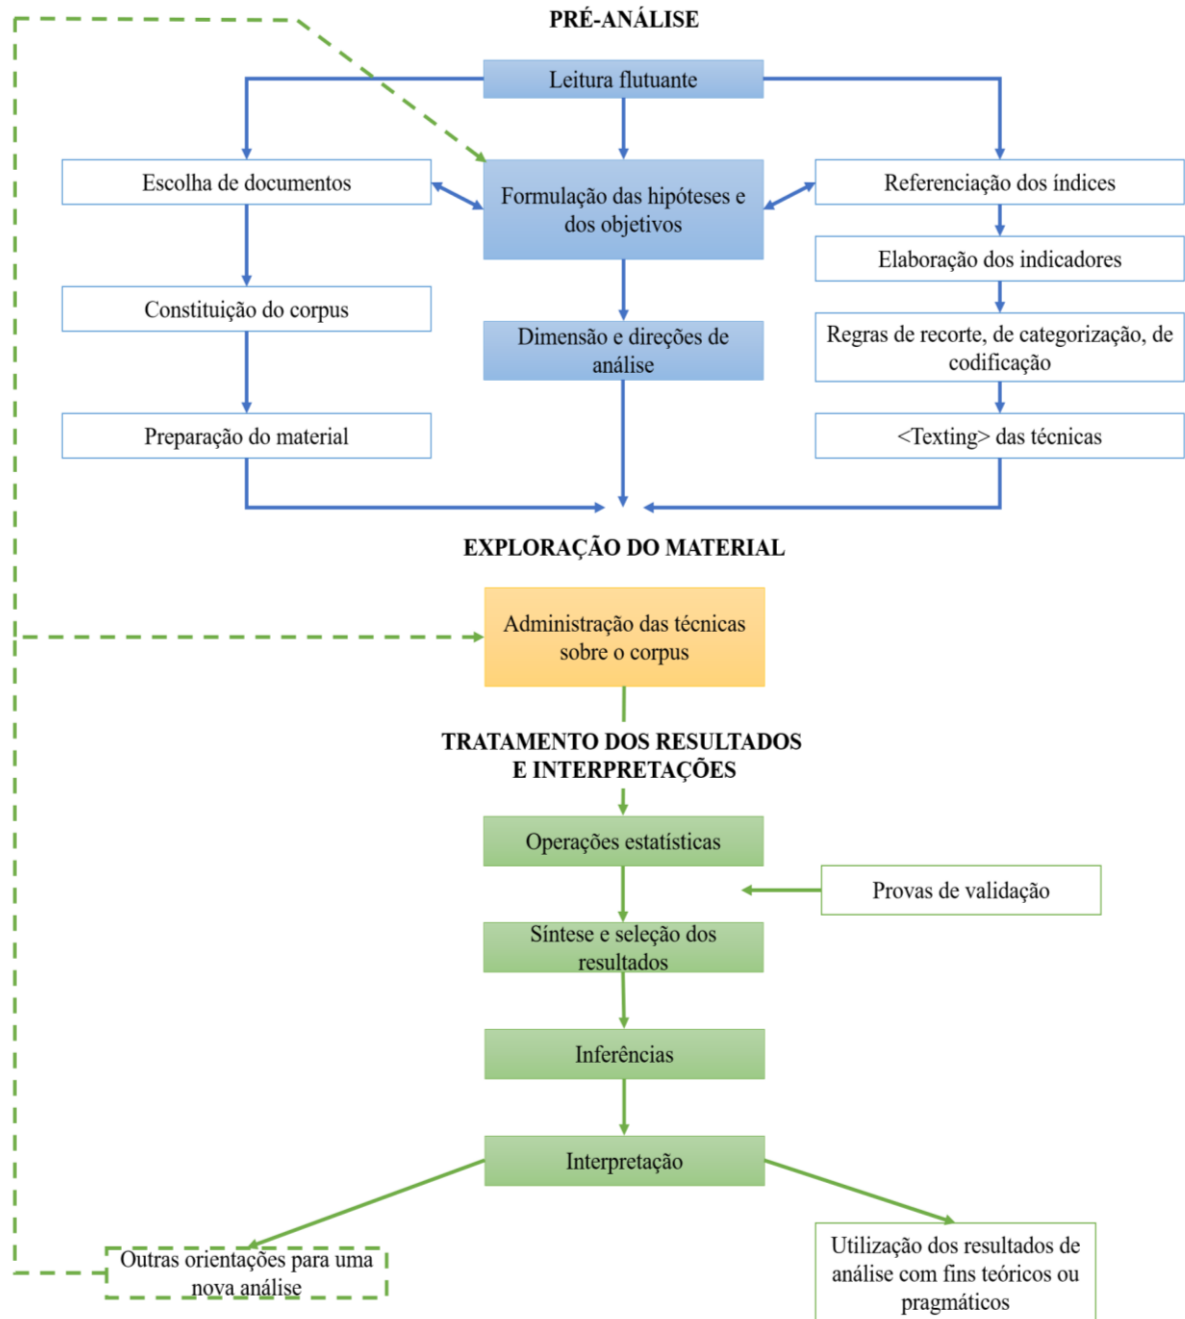 PRÉ-ANÁLISE
Leitura flutuante
Escolha de documentos
Formulação das hipóteses e
dos objetivos
Referenciação dos índices
Elaboração dos indicadores
Constituição do corpus
Dimensão e direções de
análise
Regras de recorte, de categorização, de
codificação
Preparação do material
<Texting> das técnicas
EXPLORAÇÃO DO MATERIAL
Administração das técnicas
sobre o corpus
TRATAMENTO DOS RESULTADOS
E INTERPRETAÇÕES
Operações estatísticas
Provas de validação
Síntese e seleção dos
resultados
Inferências
Interpretação
Outras orientações para uma
nova análise
Utilização dos resultados de
análise com fins teóricos ou
pragmáticos